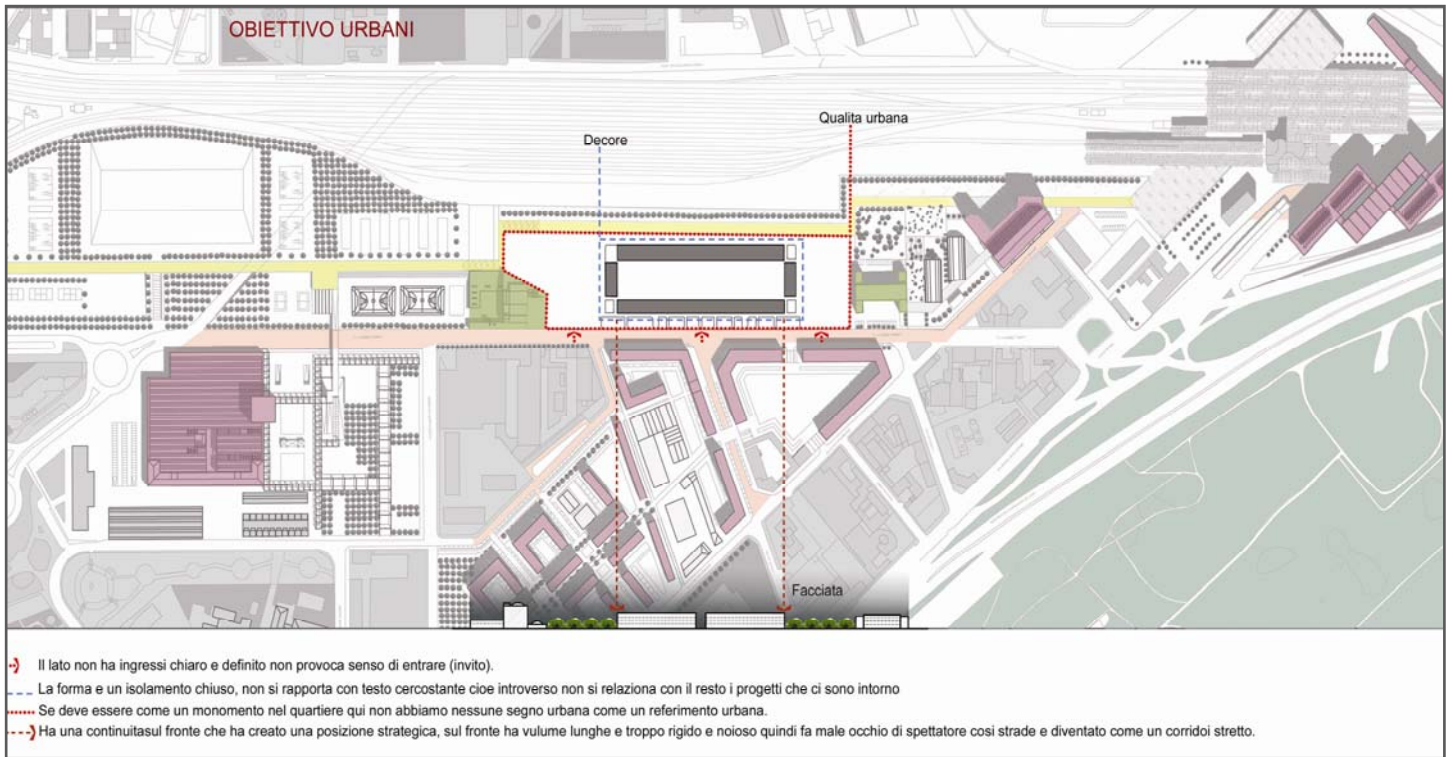 OBIETTIVO URBANI
Qualita urbana
Decore
Facciata
Il lato non ha ingressi chiaro e definito non provoca senso di entrare (invito).
La forma e un isolamento chiuso, non si rapporta con testo cercostante cioe introverso non si relaziona con il resto i progetti che ci sono intorno
Se deve essere come un monomento nel quartiere qui non abbiamo nessune segno urbana come un referimento urbana.
Ha una continuitasul fronte che ha creato una posizione strategica, sul fronte ha vulume lunghe e troppo rigido e noioso quindi fa male occhio di spettatore cosi strade e diventato come un corridoi stretto.